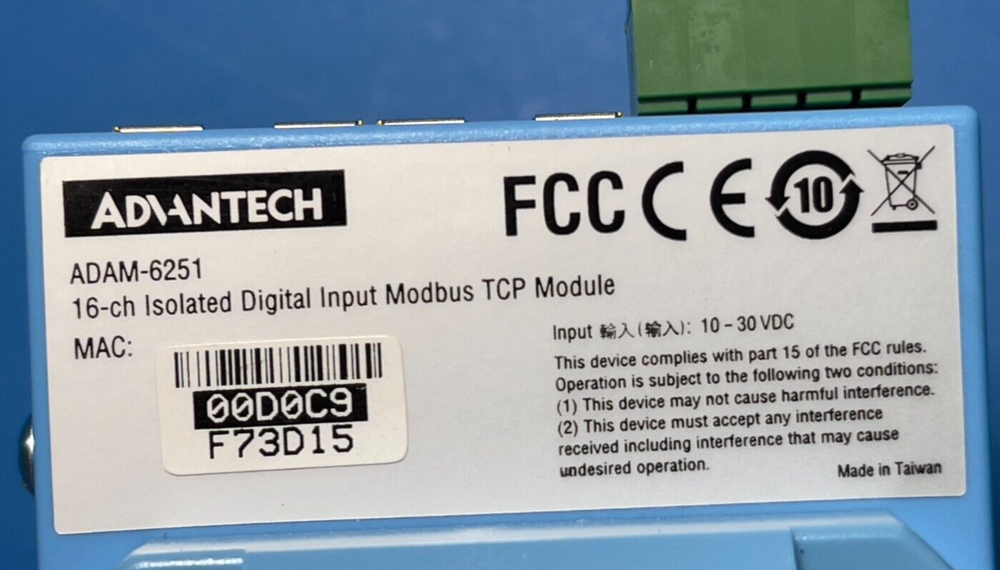 ADVANTECH
FCC CE 10
ADAM-6251
16-ch Isolated Digital Input Modbus TCP Module
MAC:
00D0C9
F73D15
Input 輸入(输入): 10 - 30 VDC
This device complies with part 15 of the FCC rules.
Operation is subject to the following two conditions:
(1) This device may not cause harmful interference.
(2) This device must accept any interference
received including interference that may cause
undesired operation.
Made in Taiwan